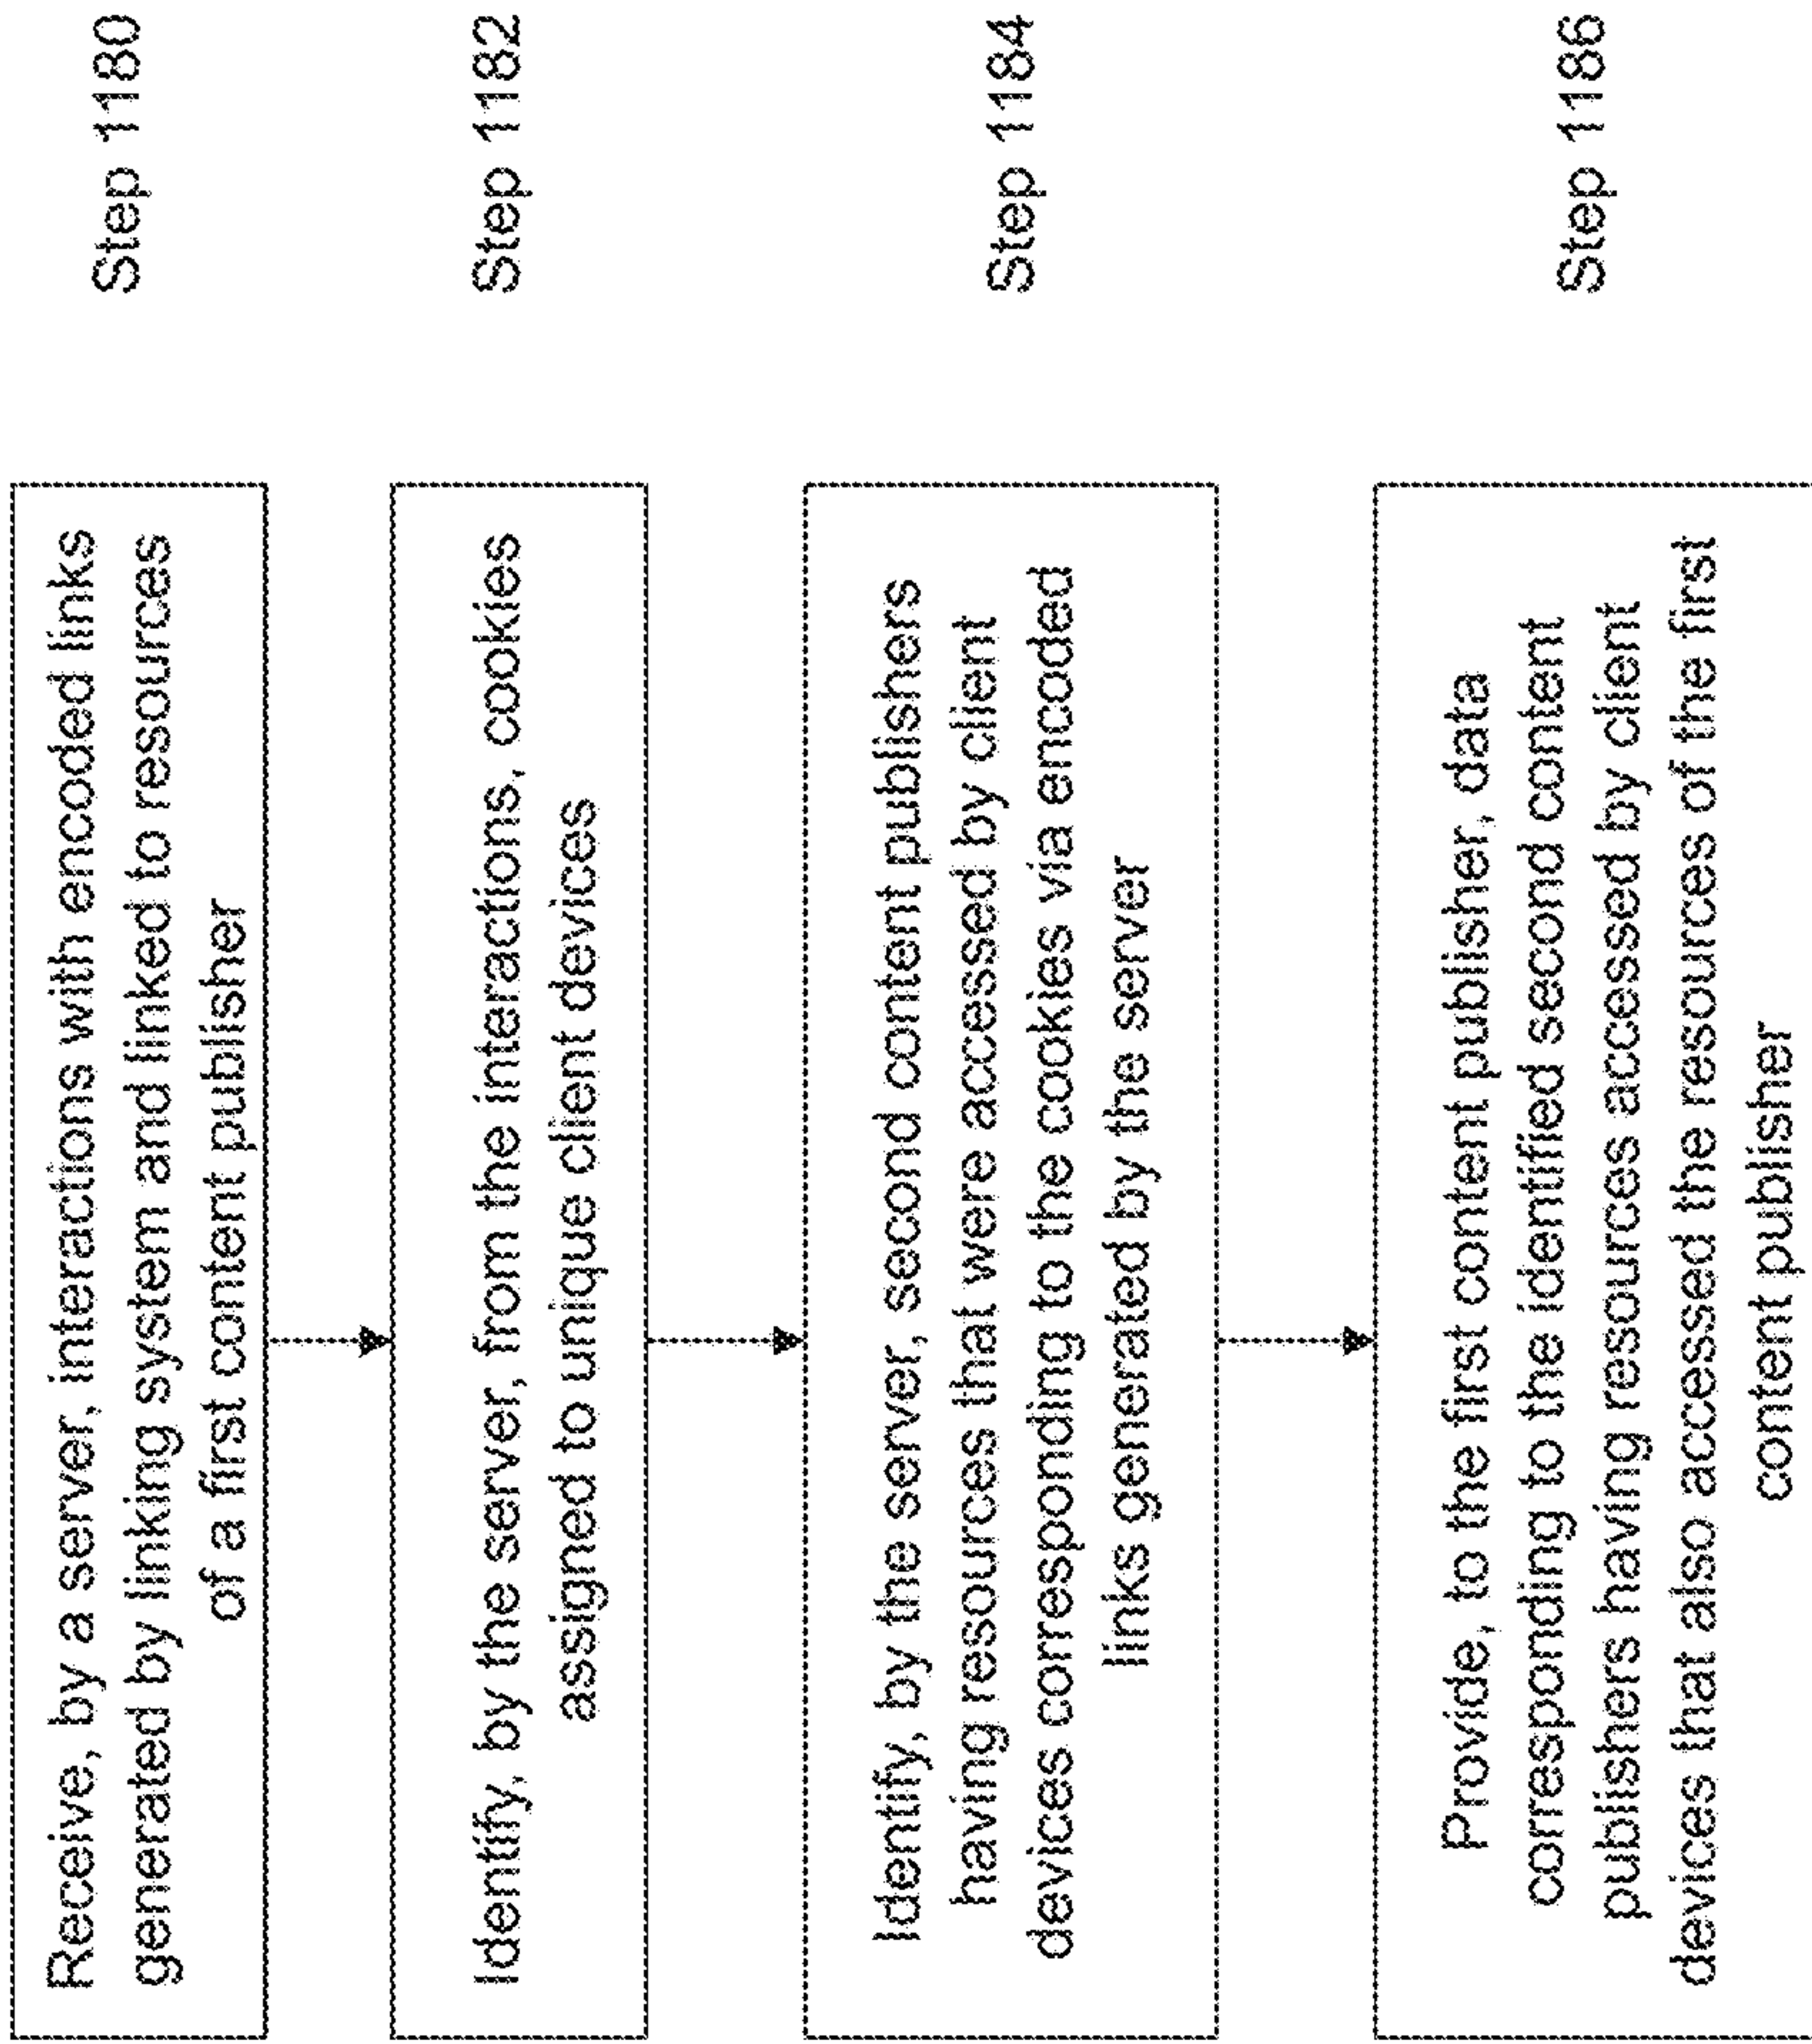 Receive, by a server, interactions with encoded links
generated by linking system and linked to resources
of a first content publisher
Step 1180
Identify, by the server, from the interactions, cookies
assigned to unique client devices
Step 1182
Identify, by the server, second content publishers
having resources that were accessed by client
devices corresponding to the cookies via encoded
links generated by the server
Step 1184
Provide, to the first content publisher, data
corresponding to the identified second content
publishers having resources accessed by client
devices that also accessed the resources of the first
content publisher
Step 1186